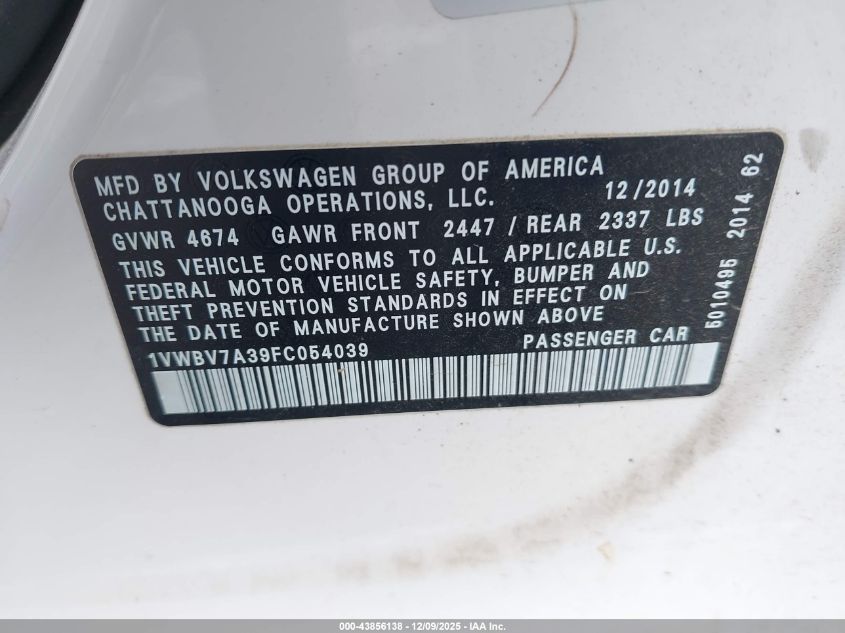 MFD BY VOLKSWAGEN GROUP OF AMERICA
CHATTANOOGA OPERATIONS, LLC. 12/2014
GVWR 4674 GAWR FRONT 2447 / REAR 2337 LBS
THIS VEHICLE CONFORMS TO ALL APPLICABLE U.S.
FEDERAL MOTOR VEHICLE SAFETY, BUMPER AND
THEFT PREVENTION STANDARDS IN EFFECT ON
THE DATE OF MANUFACTURE SHOWN ABOVE
1VWBV7A39FC054039 PASSENGER CAR
5010495 2014 62
000-43856138 - 12/09/2025 - IAA Inc.